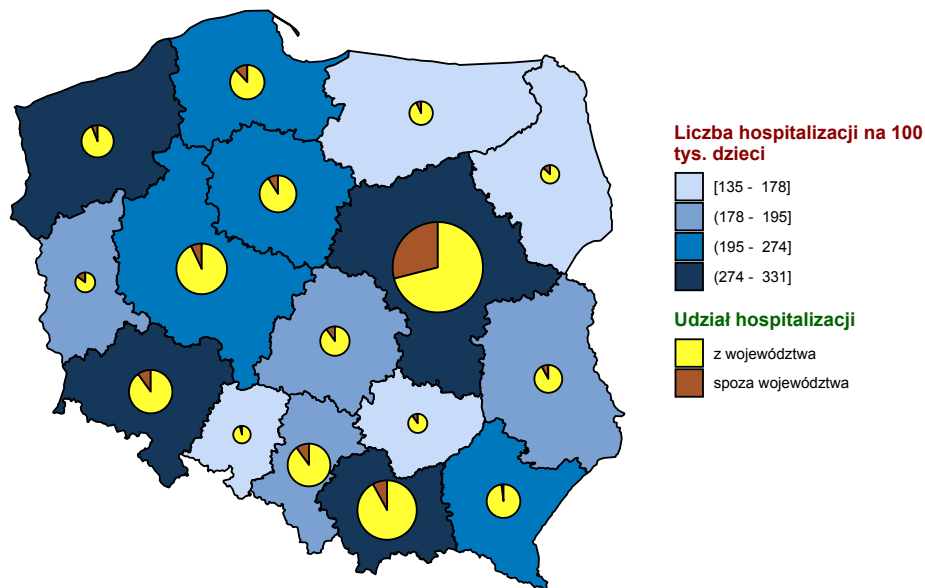 Liczba hospitalizacji na 100
tys. dzieci
[135 - 178]
(178 - 195]
(195 - 274]
(274 - 331]
Udział hospitalizacji
z województwa
spoza województwa